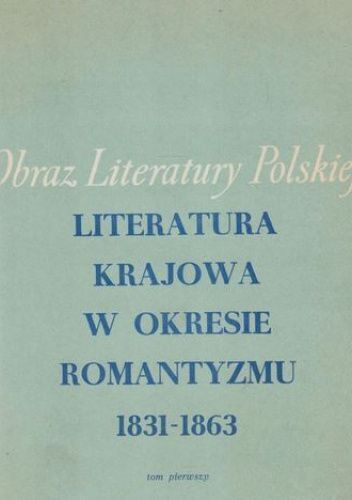 Obraz Literatury Polskiej
LITERATURA
KRAJOWA
W OKRESIE
ROMANTYZMU
1831-1863
tom pierwszy